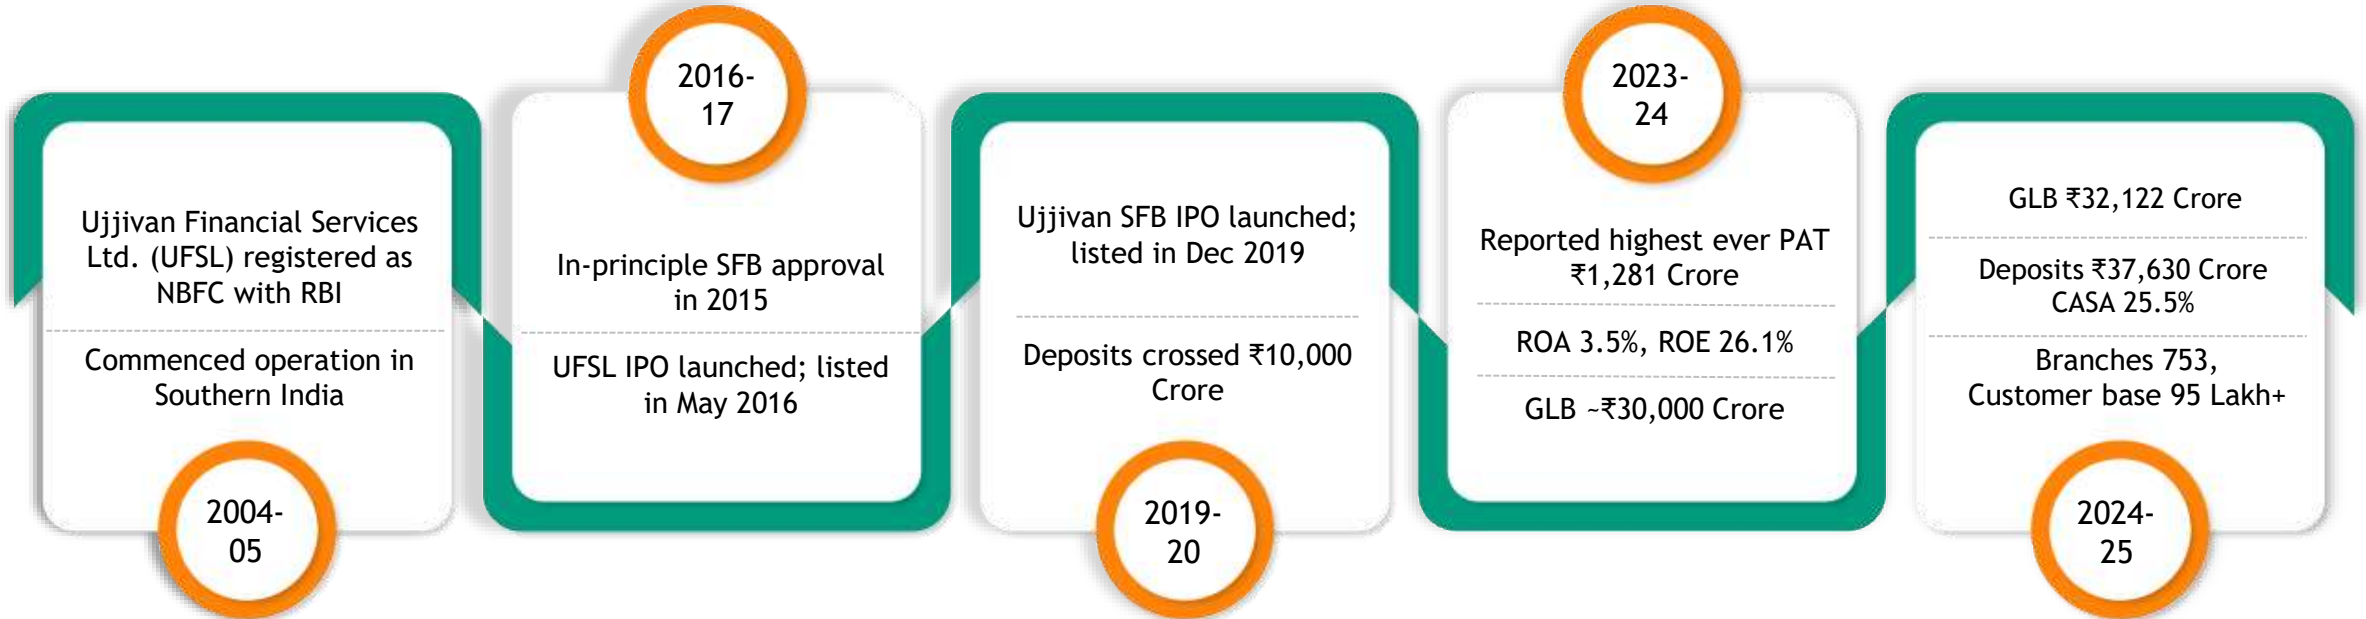 Ujjivan Financial Services
Ltd. (UFSL) registered as
NBFC with RBI
Commenced operation in
Southern India
2004-
05
2016-
17
In-principle SFB approval
in 2015
UFSL IPO launched; listed
in May 2016
Ujjivan SFB IPO launched;
listed in Dec 2019
Deposits crossed ₹10,000
Crore
2019-
20
2023-
24
Reported highest ever PAT
₹1,281 Crore
ROA 3.5%, ROE 26.1%
GLB ~₹30,000 Crore
GLB ₹32,122 Crore
Deposits ₹37,630 Crore
CASA 25.5%
Branches 753,
Customer base 95 Lakh+
2024-
25